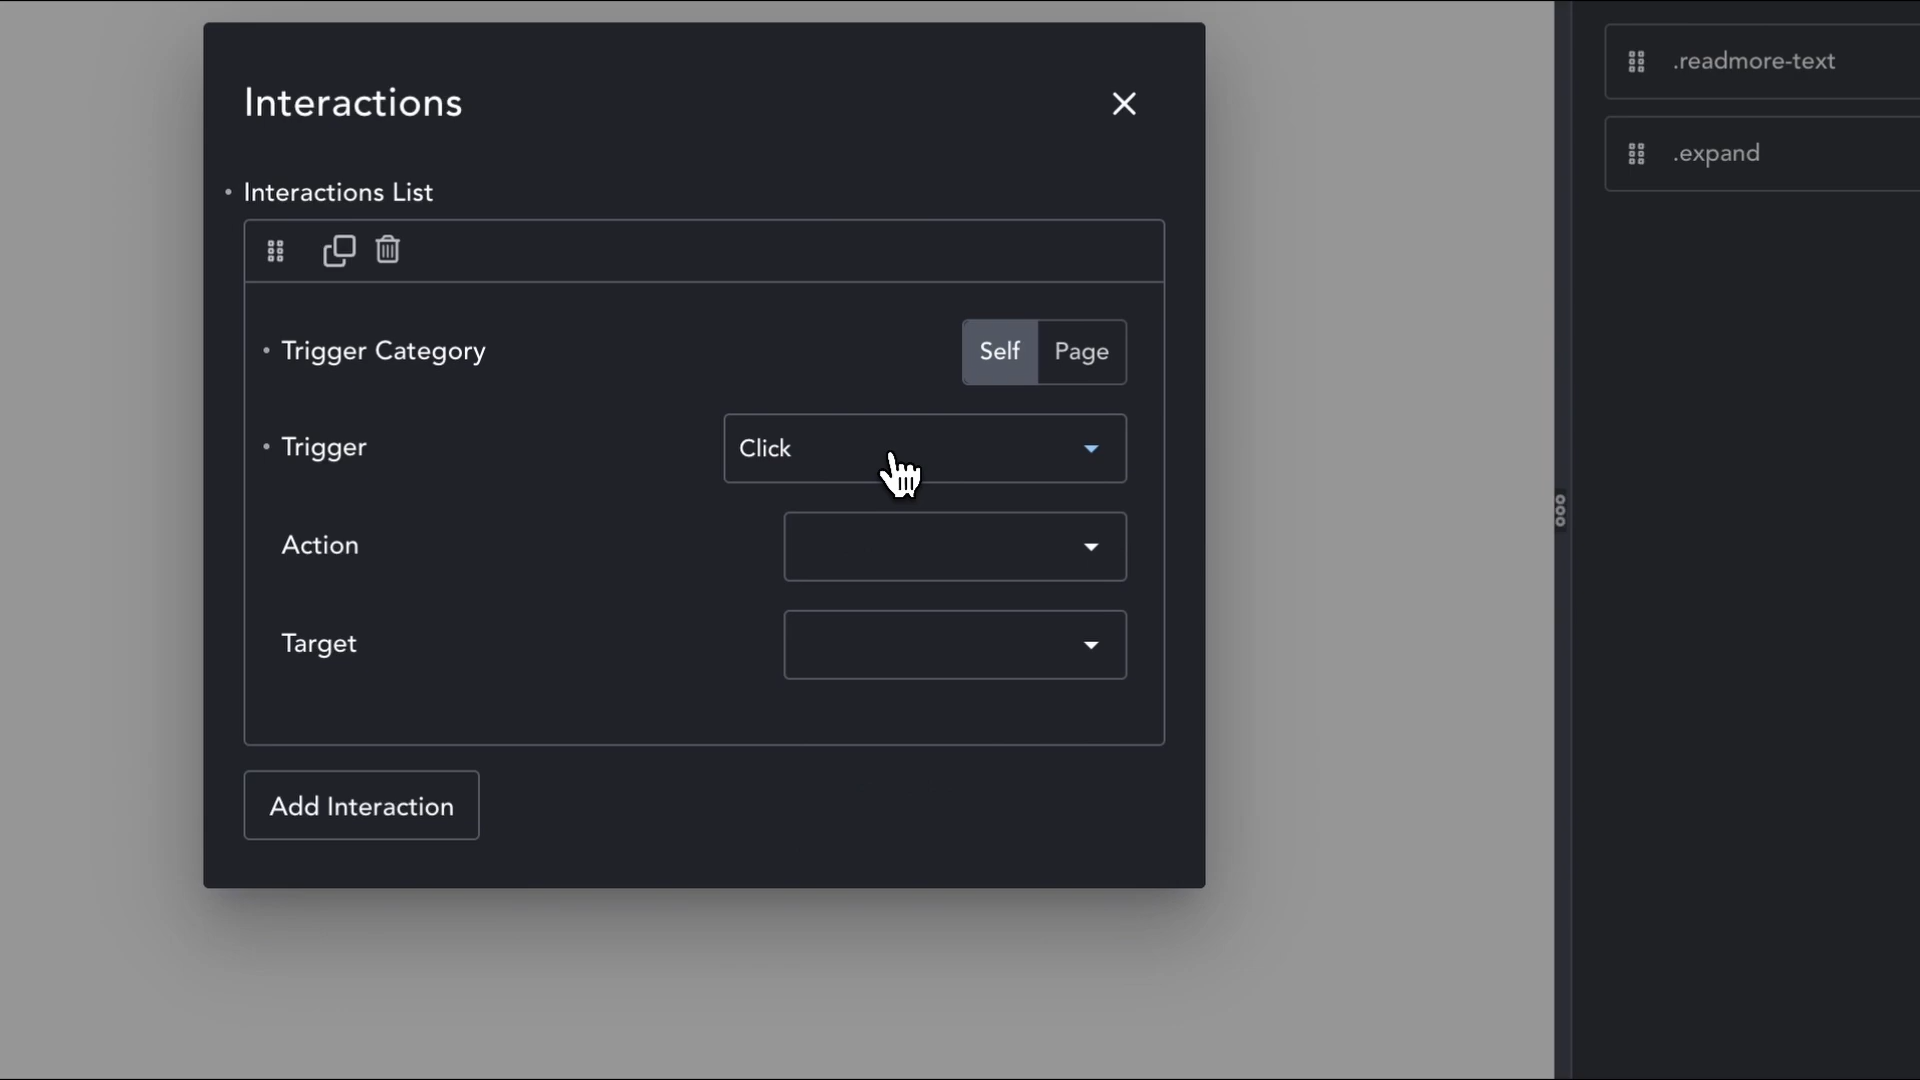 Interactions
Interactions List
Trigger Category
Self
Page
Trigger
Click
Action
Target
Add Interaction
.readmore-text
.expand